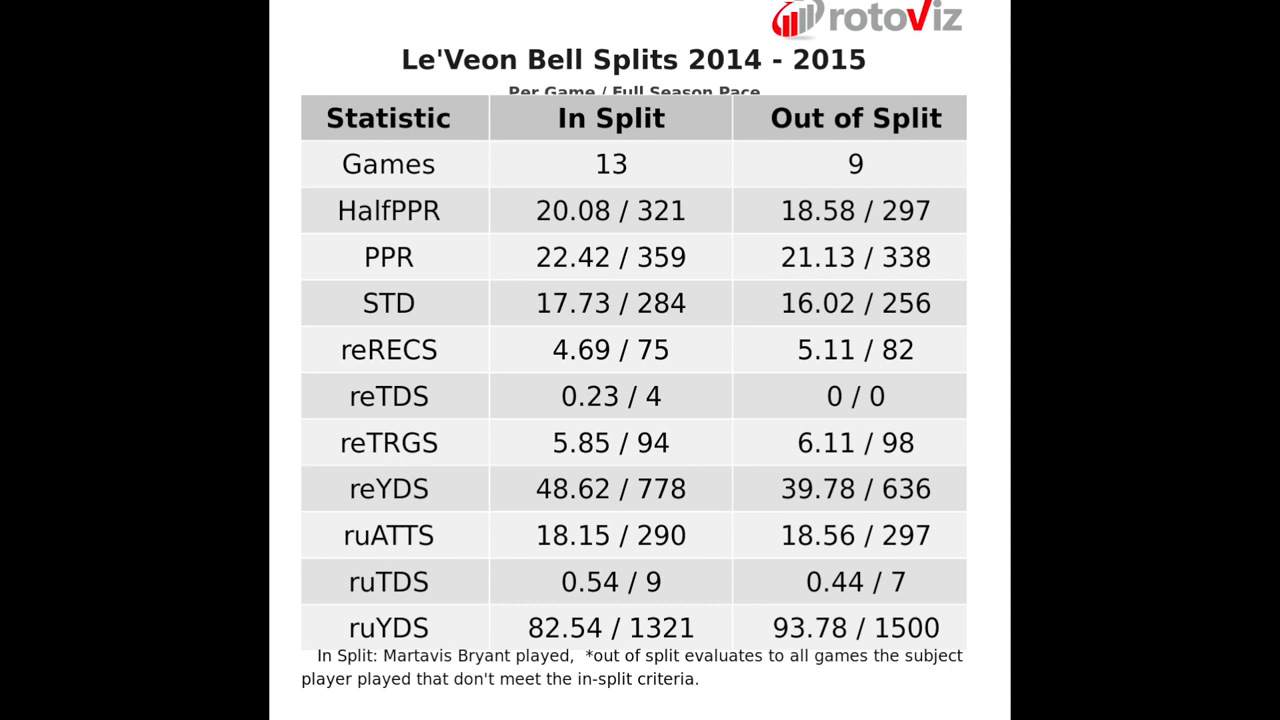 rotoviz
Le'Veon Bell Splits 2014 - 2015
Per Game / Full Season Pace
Statistic In Split Out of Split
Games 13 9
HalfPPR 20.08 / 321 18.58 / 297
PPR 22.42 / 359 21.13 / 338
STD 17.73 / 284 16.02 / 256
reRECS 4.69 / 75 5.11 / 82
reTDS 0.23 / 4 0 / 0
reTRGS 5.85 / 94 6.11 / 98
reYDS 48.62 / 778 39.78 / 636
ruATTS 18.15 / 290 18.56 / 297
ruTDS 0.54 / 9 0.44 / 7
ruYDS 82.54 / 1321 93.78 / 1500
In Split: Martavis Bryant played, *out of split evaluates to all games the subject
player played that don't meet the in-split criteria.